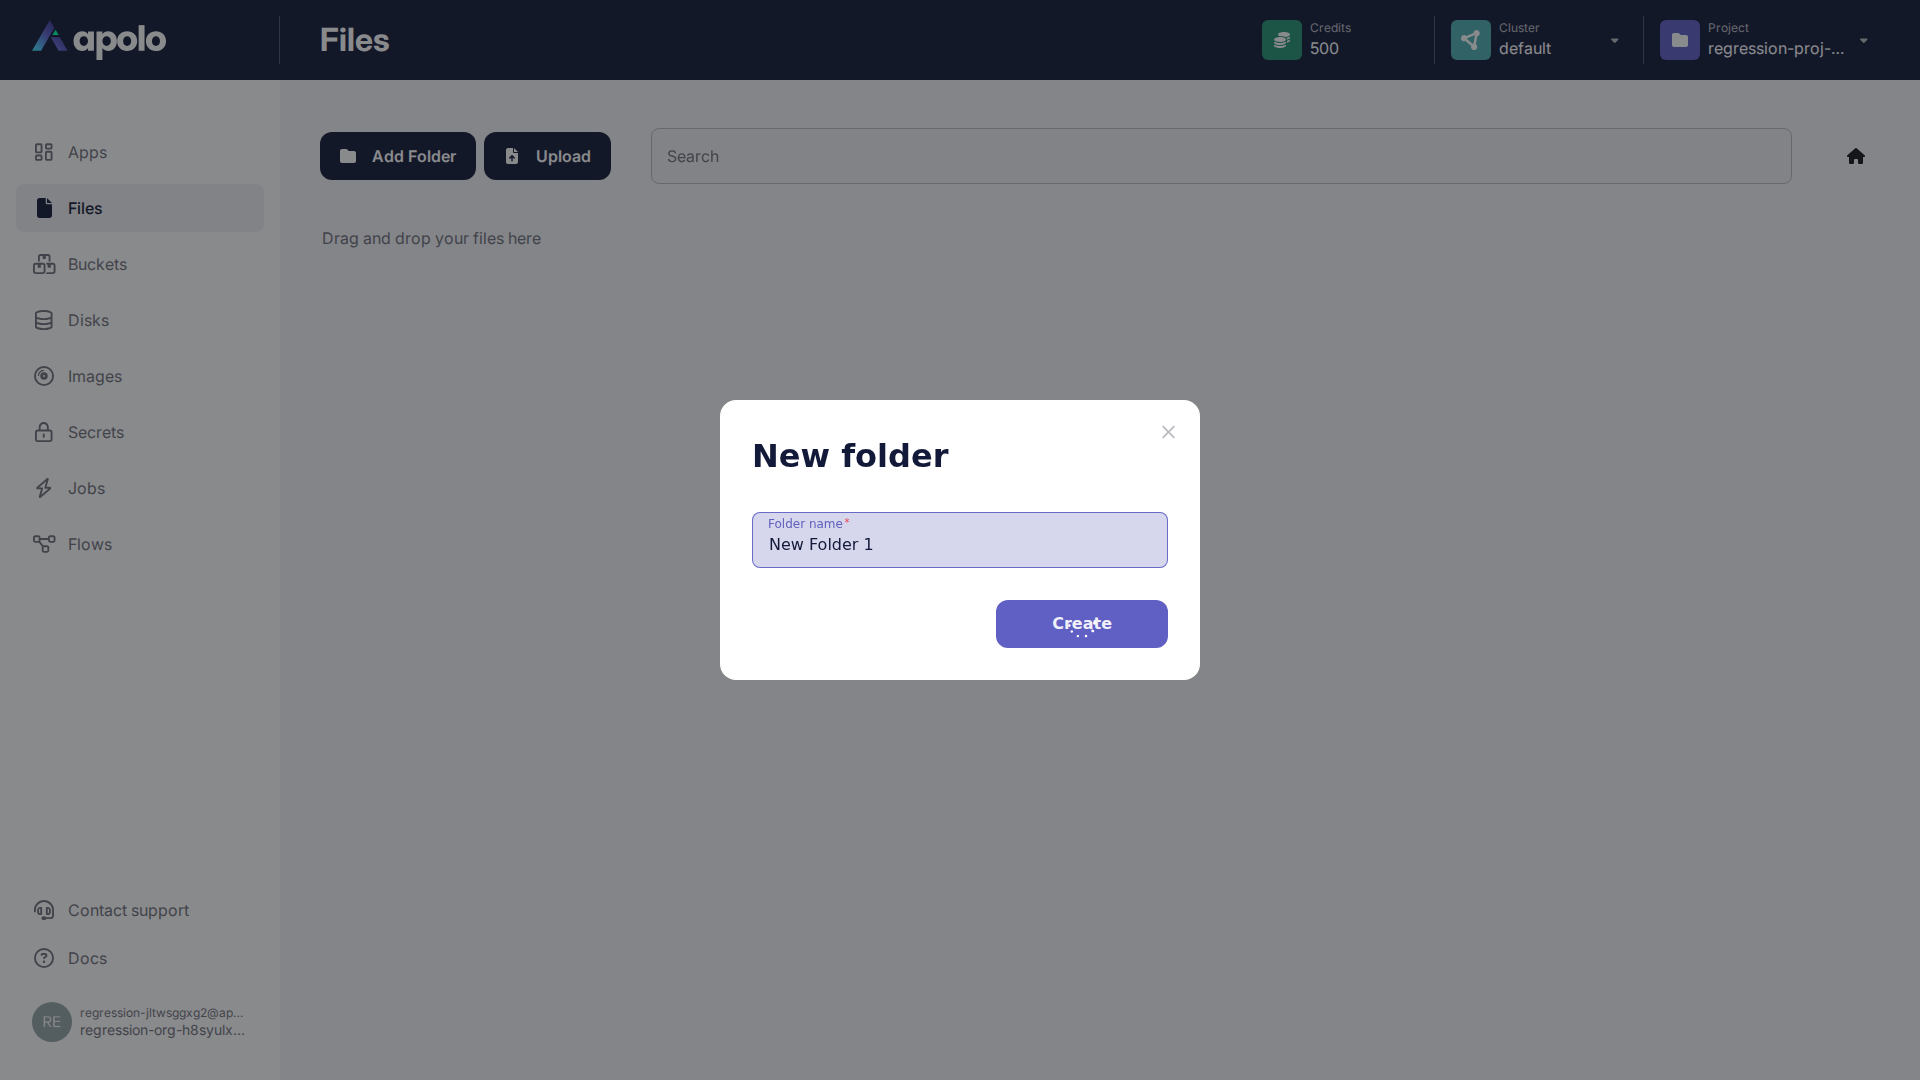 apolo
Files
Credits
500
Cluster
default
Project
regression-proj-...
Apps
Files
Buckets
Disks
Images
Secrets
Jobs
Flows
Add Folder
Upload
Search
Drag and drop your files here
New folder
Folder name*
New Folder 1
Create
Contact support
Docs
RE
regression-jltwsggxg2@ap...
regression-org-h8syulx...